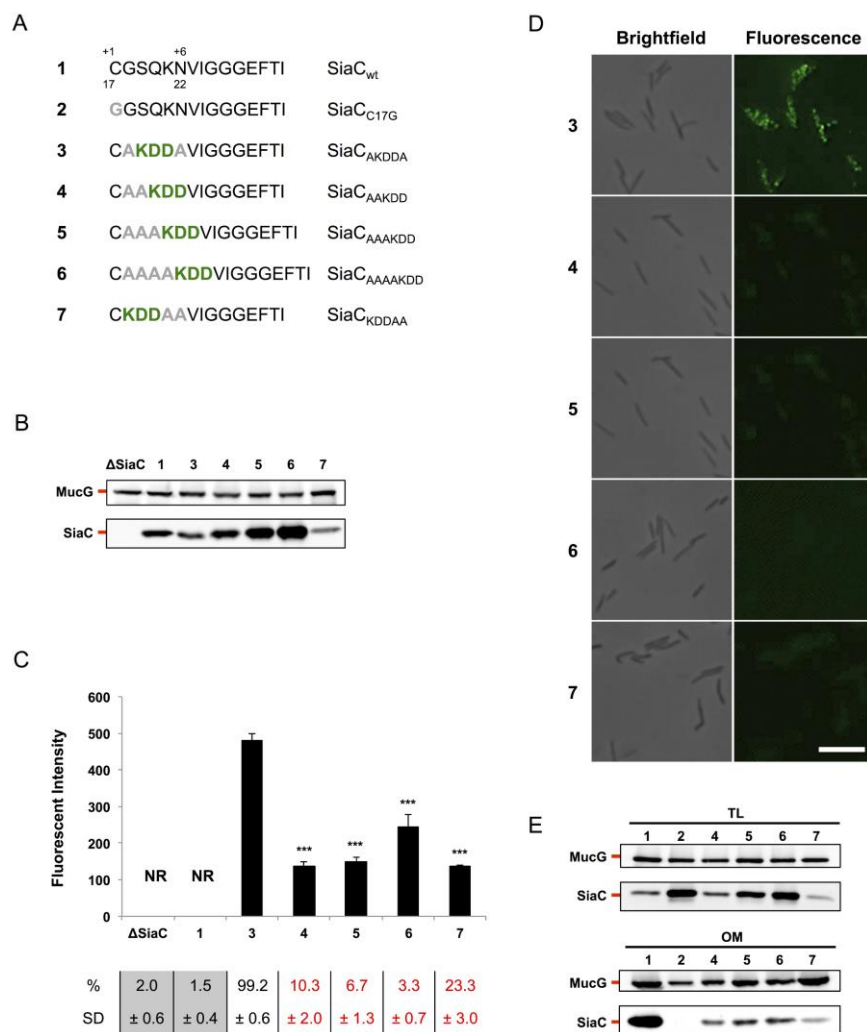 A
+1 +6
1 CGSQKNVIGGGEFTI SiaCwt
17 22
2 GGSQKNVIGGGEFTI SiaCC17G
3 CAKDDAVIGGGEFTI SiaCAKDDA
4 CAAKDDVIGGGEFTI SiaCAAKDD
5 CAAAKDDVIGGGEFTI SiaCAAAKDD
6 CAAAAKDDVIGGGEFTI SiaCAAAAKDD
7 CKDDAAVIGGGEFTI SiaCKDDAA
B
ΔSiaC 1 3 4 5 6 7
MucG
SiaC
C
Fluorescent Intensity
600
500
400
300
200
100
0
NR NR *** *** *** ***
ΔSiaC 1 3 4 5 6 7
% 2.0 1.5 99.2 10.3 6.7 3.3 23.3
SD ± 0.6 ± 0.4 ± 0.6 ± 2.0 ± 1.3 ± 0.7 ± 3.0
D
Brightfield Fluorescence
3
4
5
6
7
E
TL
1 2 4 5 6 7
MucG
SiaC
OM
1 2 4 5 6 7
MucG
SiaC